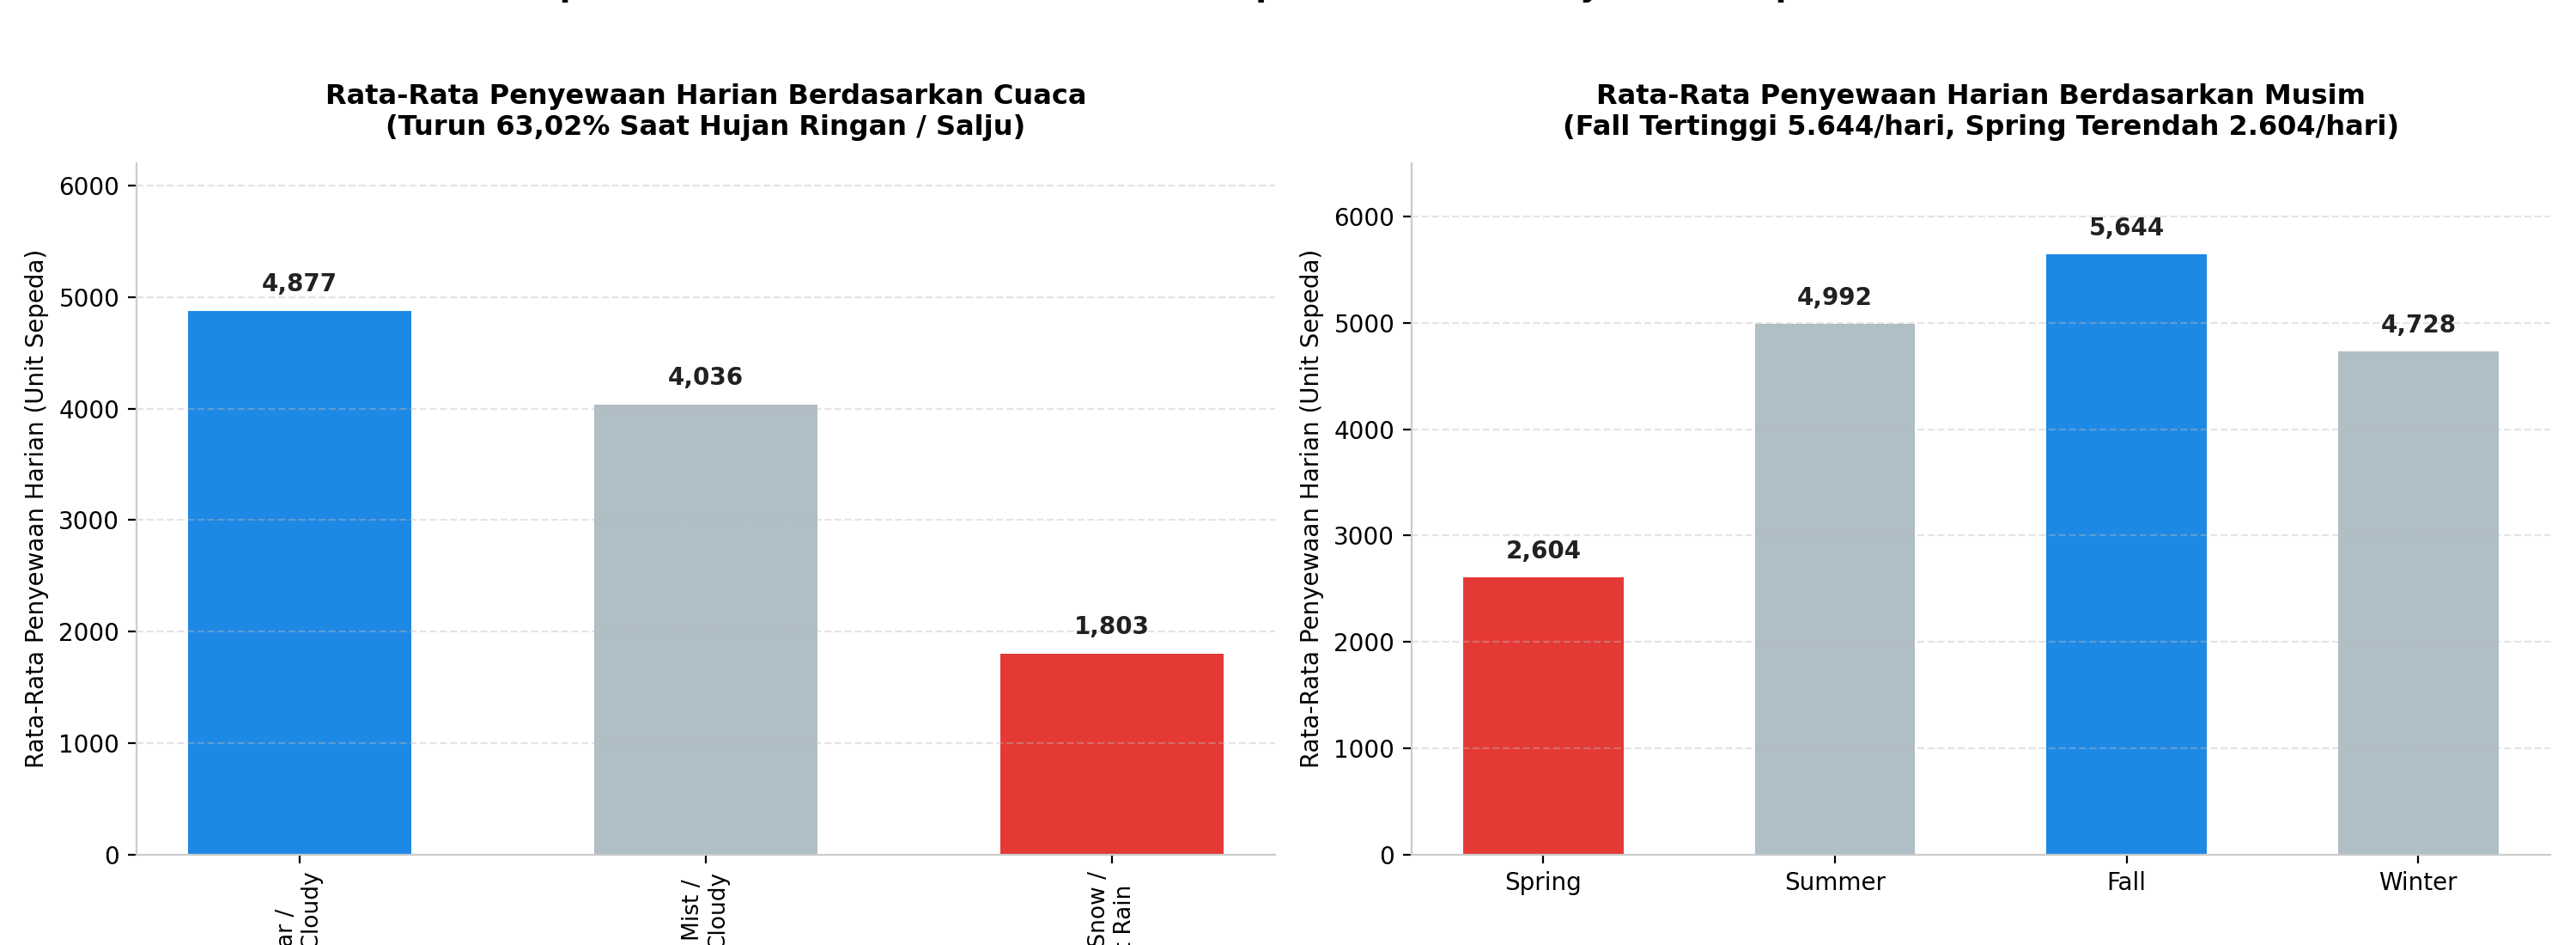 Rata-Rata Penyewaan Harian Berdasarkan Cuaca
(Turun 63,02% Saat Hujan Ringan / Salju)
Rata-Rata Penyewaan Harian (Unit Sepeda)
6000
5000
4000
3000
2000
1000
0
4,877
4,036
1,803
/
Cloudy
Mist /
Cloudy
Snow /
Rain
Rata-Rata Penyewaan Harian Berdasarkan Musim
(Fall Tertinggi 5.644/hari, Spring Terendah 2.604/hari)
Rata-Rata Penyewaan Harian (Unit Sepeda)
6000
5000
4000
3000
2000
1000
0
2,604
4,992
5,644
4,728
Spring
Summer
Fall
Winter